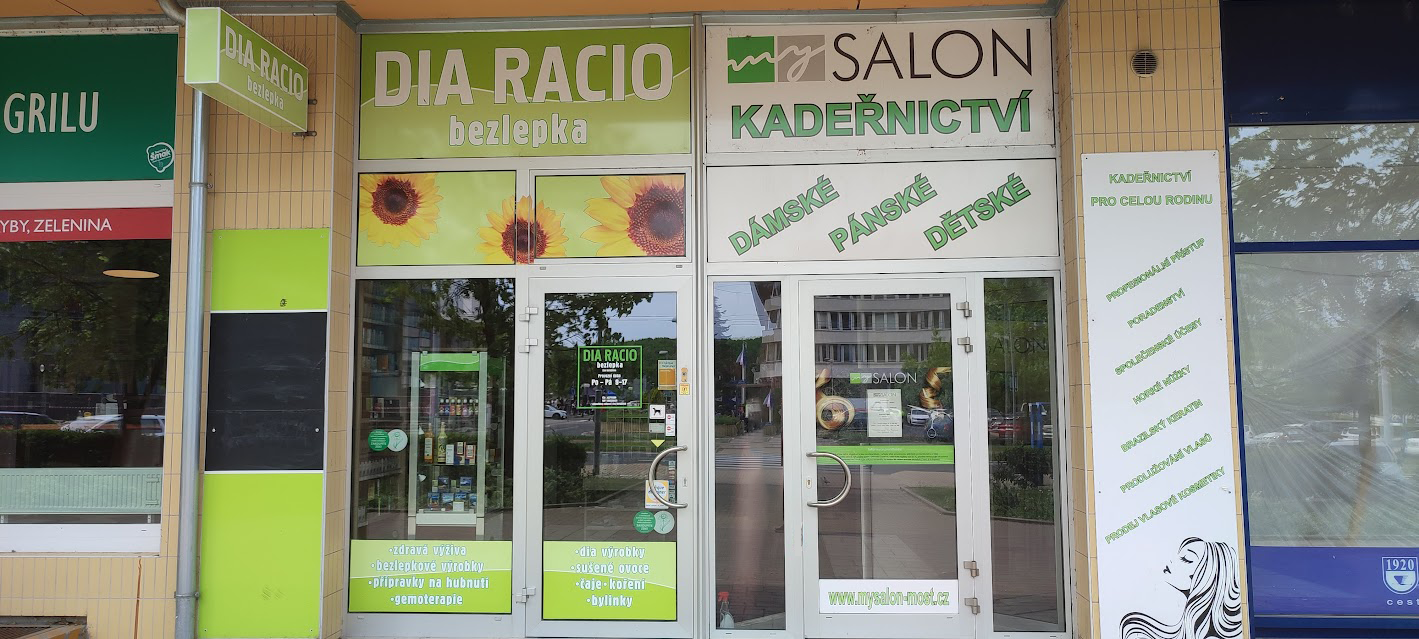 GRILU
šmak
YBY, ZELENINA
DIA RACIO
bezlepka
DIA RACIO
bezlepka
my SALON
KADEŘNICTVÍ
DÁMSKÉ
PÁNSKÉ
DĚTSKÉ
DIA RACIO
bezlepka
Po - Pá 8-17
•zdravá výživa
•bezlepkové výrobky
•přípravky na hubnutí
•gemoterapie
•dia výrobky
•sušené ovoce
•čaje•koření
•bylinky
my SALON
www.mysalon-most.cz
KADEŘNICTVÍ
PRO CELOU RODINU
PROFESIONÁLNÍ PŘÍSTUP
PORADENSTVÍ
SPOLEČENSKÉ ÚČESY
HORKÉ NŮŽKY
BRAZILSKÝ KERATIN
PRODLUŽOVÁNÍ VLASŮ
PRODEJ VLASOVÉ KOSMETIKY
1920